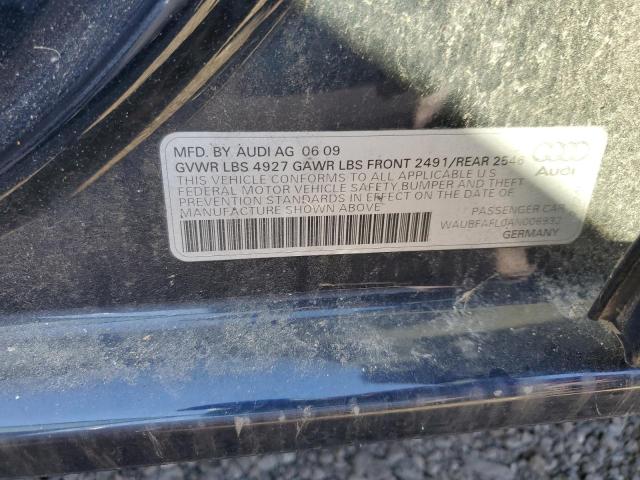 MFD. BY AUDI AG 06 09
GVWR LBS 4927 GAWR LBS FRONT 2491/REAR 2546
THIS VEHICLE CONFORMS TO ALL APPLICABLE U.S.
FEDERAL MOTOR VEHICLE SAFETY, BUMPER AND THEFT
PREVENTION STANDARDS IN EFFECT ON THE DATE OF
MANUFACTURE SHOWN ABOVE
Audi
PASSENGER CAR
WAUBFAFL0AN006932
GERMANY